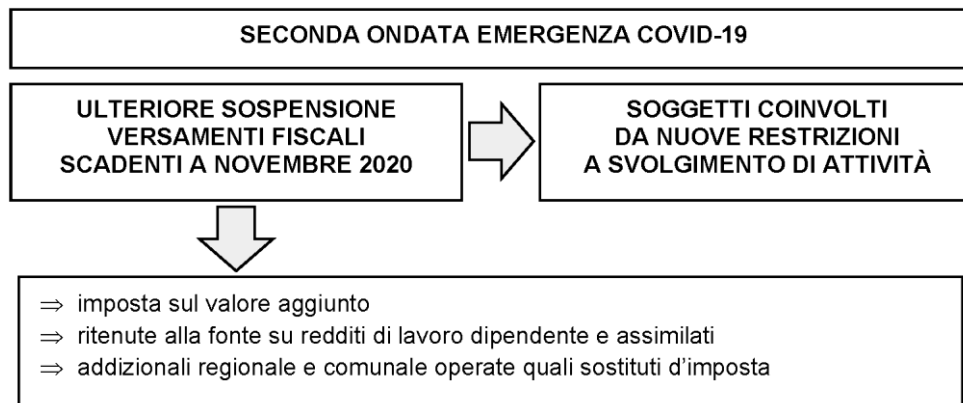 SECONDA ONDATA EMERGENZA COVID-19
ULTERIORE SOSPENSIONE
VERSAMENTI FISCALI
SCADENTI A NOVEMBRE 2020
SOGGETTI COINVOLTI
DA NUOVE RESTRIZIONI
A SVOLGIMENTO DI ATTIVITÀ
⇒ imposta sul valore aggiunto
⇒ ritenute alla fonte su redditi di lavoro dipendente e assimilati
⇒ addizionali regionale e comunale operate quali sostituti d'imposta